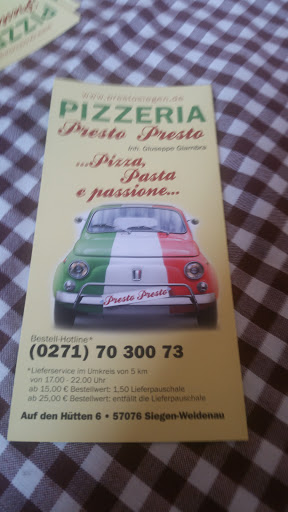 www.prestosiegen.de
PIZZERIA
Presto Presto
Inh. Giuseppe Giambra
...Pizza,
Pasta
e passione...
Presto Presto
Bestell-Hotline*
(0271) 70 300 73
*Lieferservice im Umkreis von 5 km
von 17.00 - 22.00 Uhr
ab 15,00 € Bestellwert: 1,50 Lieferpauschale
ab 25,00 € Bestellwert: entfällt die Lieferpauschale
Auf den Hütten 6 • 57076 Siegen-Weidenau